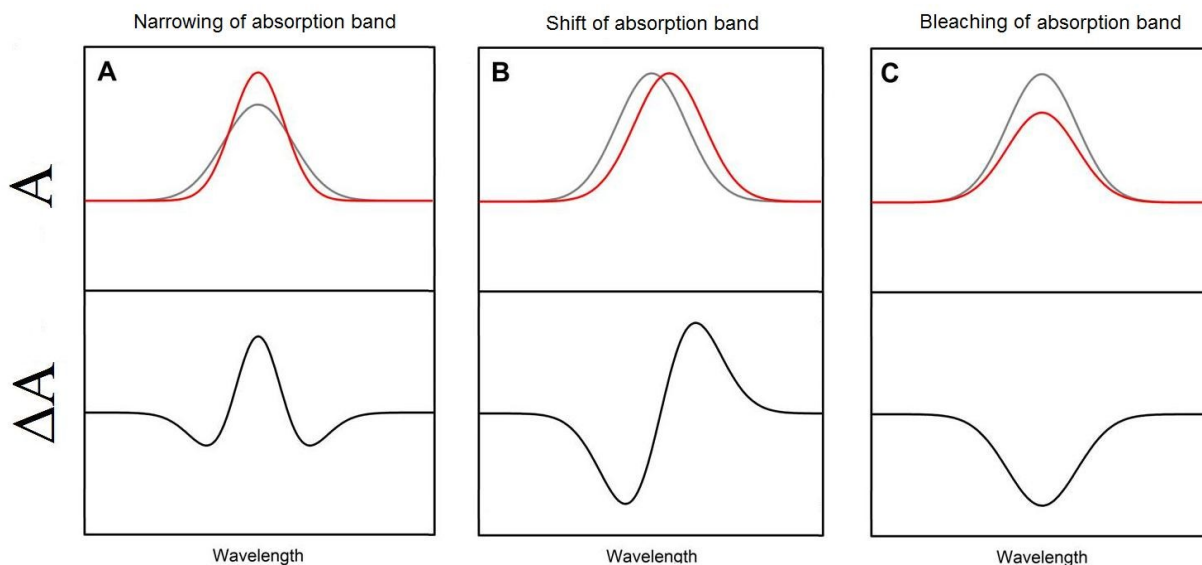 Narrowing of absorption band
Shift of absorption band
Bleaching of absorption band
A
B
C
A
ΔA
Wavelength
Wavelength
Wavelength